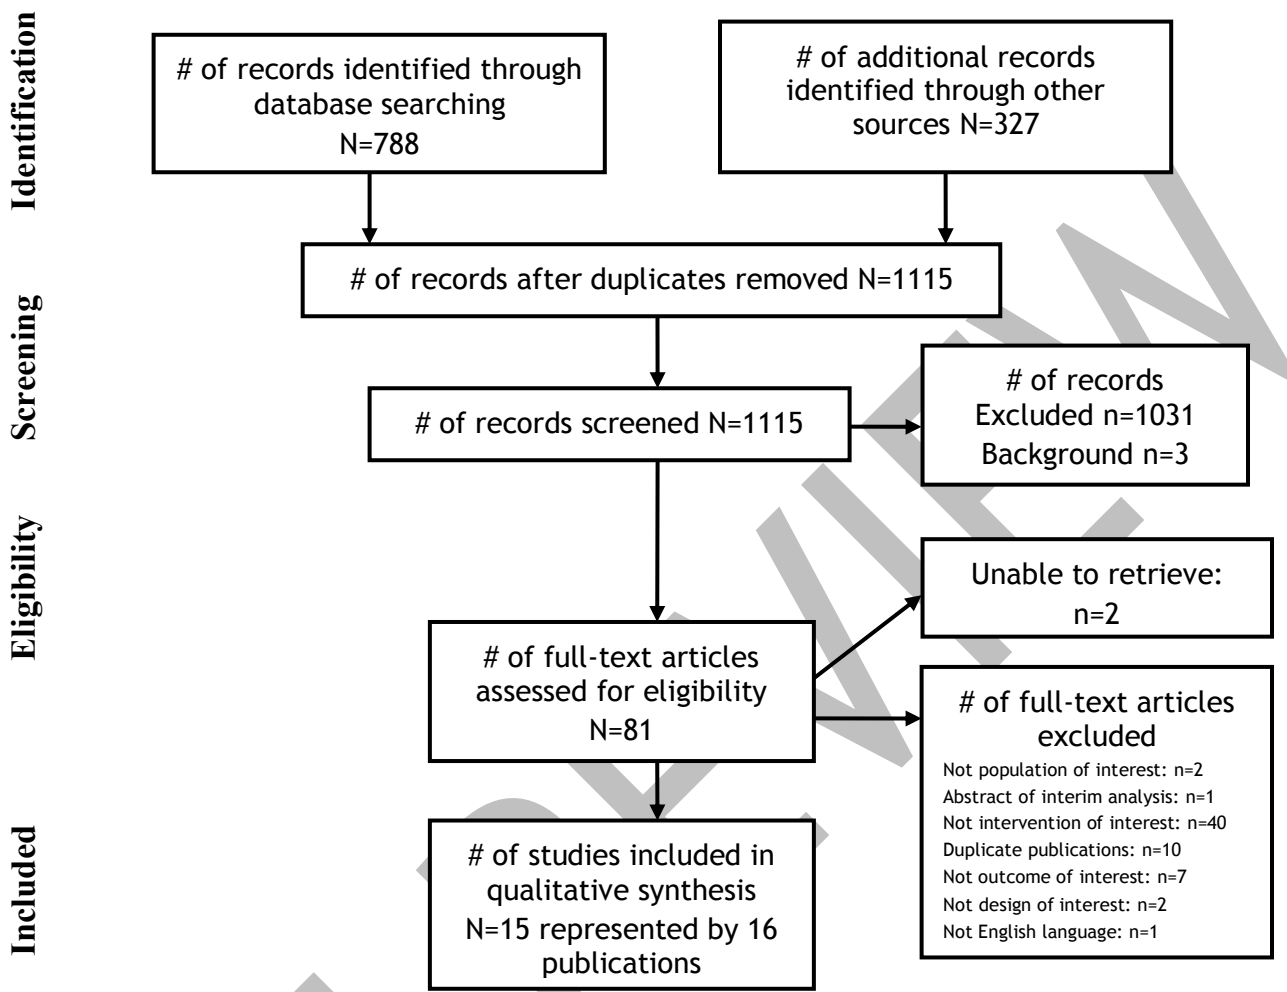 Identification
# of records identified through
database searching
N=788
# of additional records
identified through other
sources N=327
# of records after duplicates removed N=1115
Screening
# of records screened N=1115
# of records
Excluded n=1031
Background n=3
Eligibility
Unable to retrieve:
n=2
# of full-text articles
assessed for eligibility
N=81
# of full-text articles
excluded
Not population of interest: n=2
Abstract of interim analysis: n=1
Not intervention of interest: n=40
Duplicate publications: n=10
Not outcome of interest: n=7
Not design of interest: n=2
Not English language: n=1
Included
# of studies included in
qualitative synthesis
N=15 represented by 16
publications